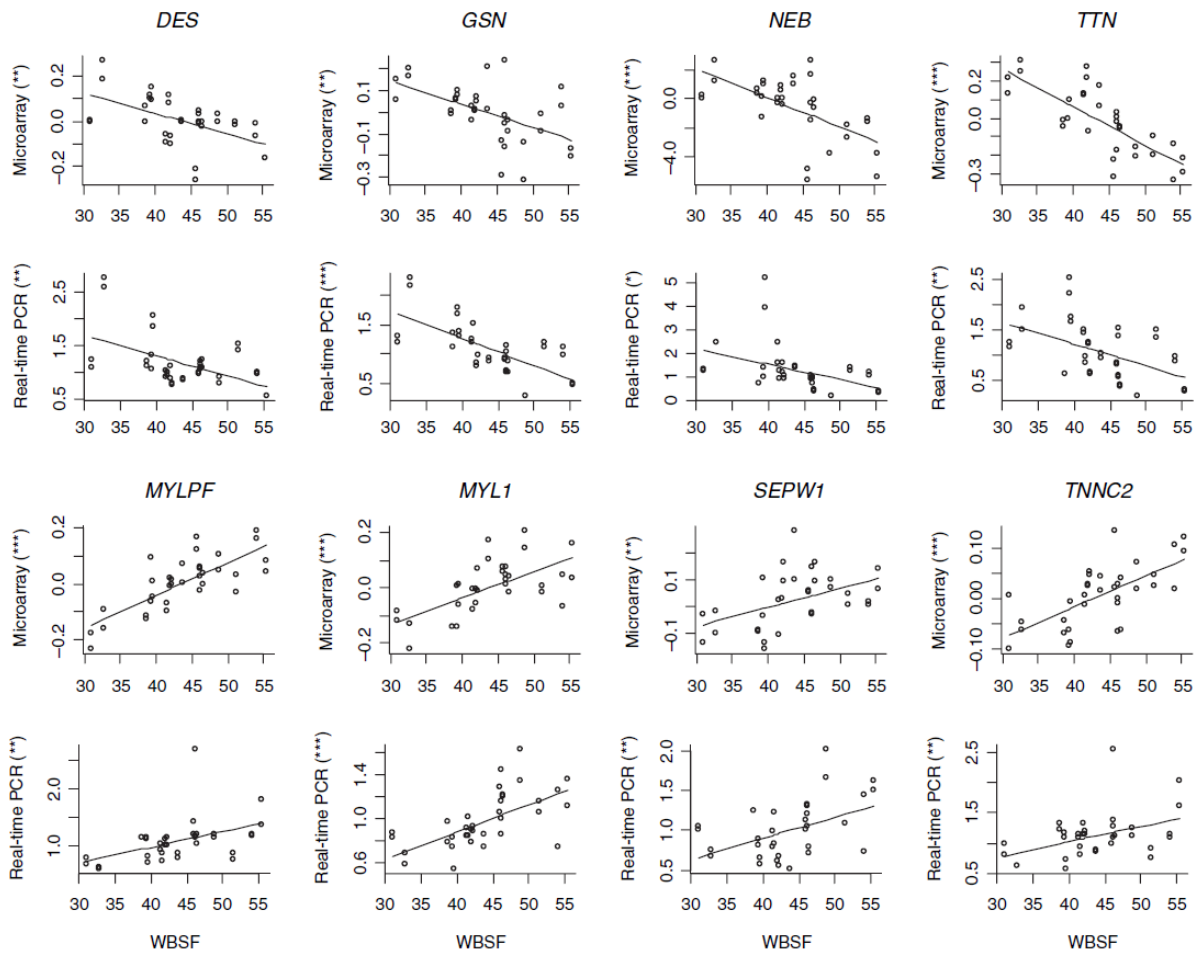 DES GSN NEB TTN
Microarray (**) Microarray (**) Microarray (***) Microarray (***)
0.2 0.0 −0.2
0.1 −0.1 −0.3
0.0 −4.0
0.2 0.0 −0.3
30 35 40 45 50 55 30 35 40 45 50 55 30 35 40 45 50 55 30 35 40 45 50 55
Real-time PCR (**) Real-time PCR (***) Real-time PCR (*) Real-time PCR (**)
2.5 1.5 0.5
1.5 0.5
5 4 3 2 1 0
2.5 1.5 0.5
30 35 40 45 50 55 30 35 40 45 50 55 30 35 40 45 50 55 30 35 40 45 50 55
MYLPF MYL1 SEPW1 TNNC2
Microarray (***) Microarray (***) Microarray (**) Microarray (***)
0.2 0.0 −0.2
0.2 0.0 −0.2
0.1 −0.1
0.10 0.00 −0.10
30 35 40 45 50 55 30 35 40 45 50 55 30 35 40 45 50 55 30 35 40 45 50 55
Real-time PCR (**) Real-time PCR (***) Real-time PCR (**) Real-time PCR (**)
2.0 1.0
1.4 1.0 0.6
2.0 1.5 1.0 0.5
2.5 1.5 0.5
30 35 40 45 50 55 30 35 40 45 50 55 30 35 40 45 50 55 30 35 40 45 50 55
WBSF WBSF WBSF WBSF